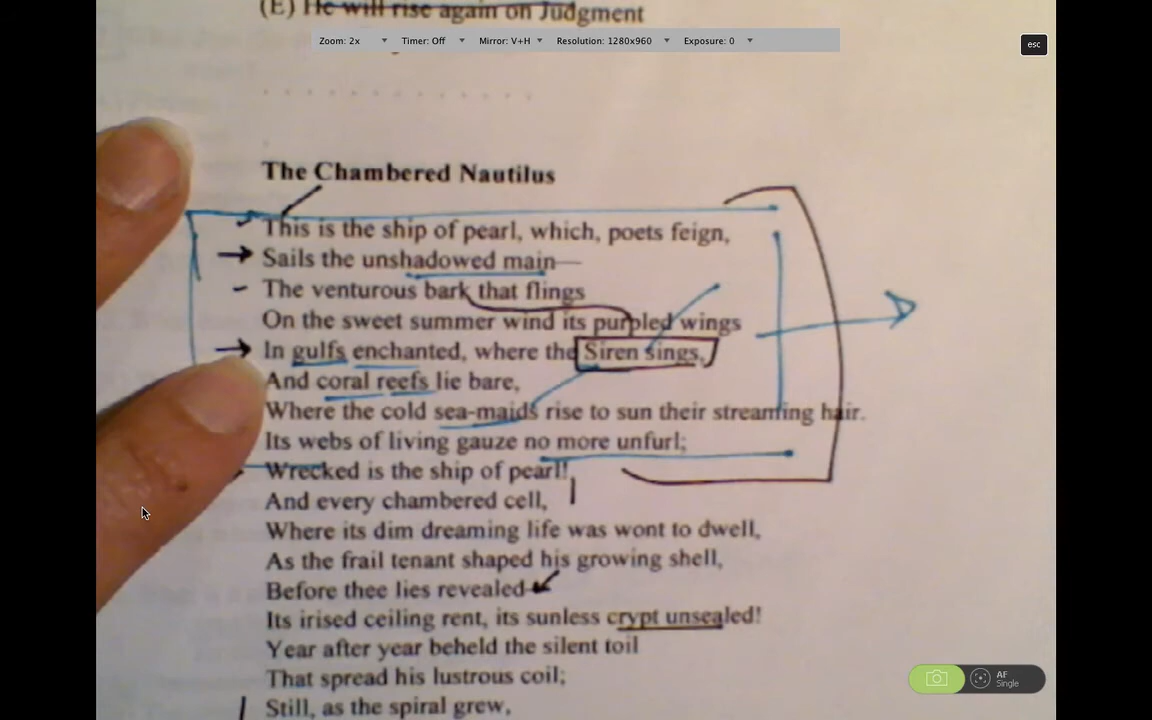 (E) He will rise again on Judgment
Zoom: 2x Timer: Off Mirror: V+H Resolution: 1280x960 Exposure: 0
esc
The Chambered Nautilus
This is the ship of pearl, which, poets feign,
Sails the unshadowed main—
The venturous bark that flings
On the sweet summer wind its purpled wings
In gulfs enchanted, where the Siren sings,
And coral reefs lie bare,
Where the cold sea-maids rise to sun their streaming hair.
Its webs of living gauze no more unfurl;
Wrecked is the ship of pearl!
And every chambered cell,
Where its dim dreaming life was wont to dwell,
As the frail tenant shaped his growing shell,
Before thee lies revealed
Its irised ceiling rent, its sunless crypt unsealed!
Year after year beheld the silent toil
That spread his lustrous coil;
Still, as the spiral grew,
AF
Single